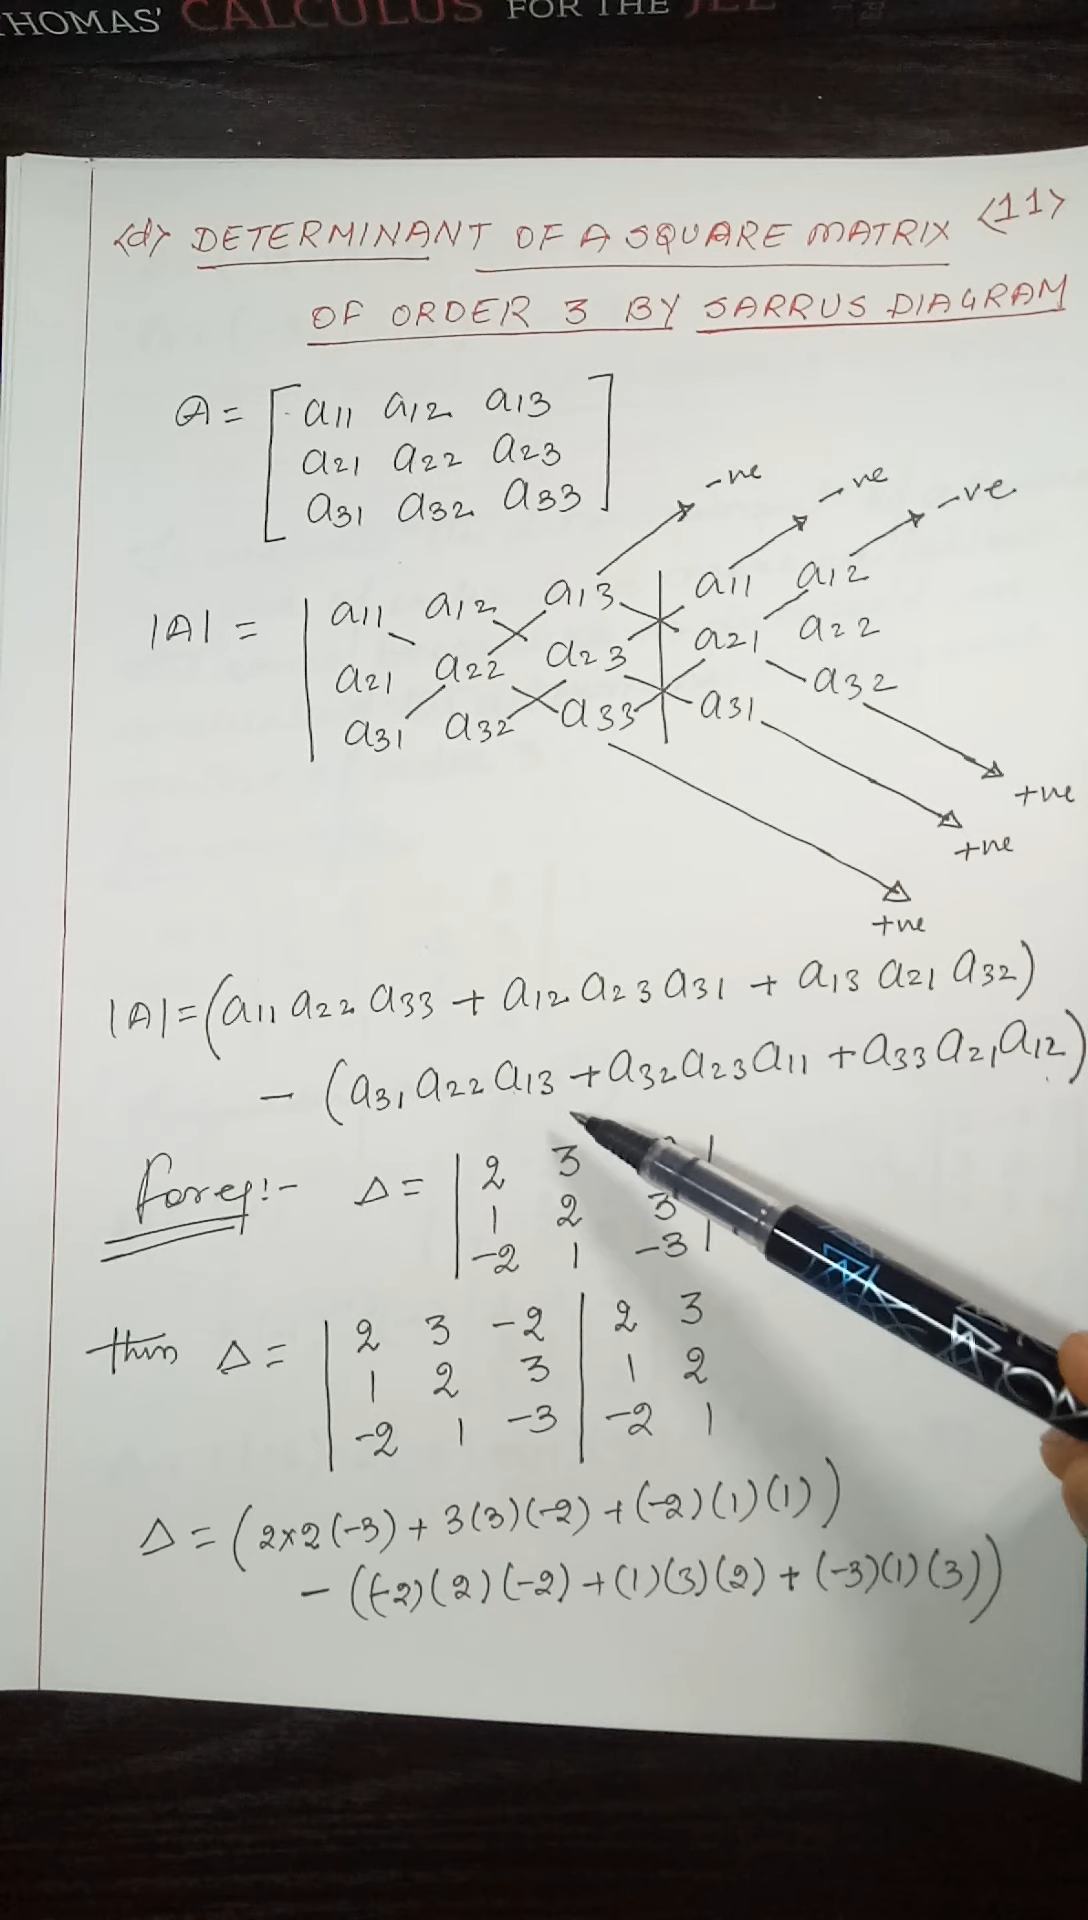 THOMAS' CALCULUS FOR THE JEE
<11>
<d> DETERMINANT OF A SQUARE MATRIX
OF ORDER 3 BY SARRUS DIAGRAM
A = [ a11 a12 a13
a21 a22 a23
a31 a32 a33 ]
-ve -ve -ve
|A| = | a11 a12 a13 | a11 a12
a21 a22 a23 | a21 a22
a31 a32 a33 | a31 a32
+ve
+ve
+ve
|A| = (a11 a22 a33 + a12 a23 a31 + a13 a21 a32)
- (a31 a22 a13 + a32 a23 a11 + a33 a21 a12)
For eg:- Δ = | 2 3
1 2 3
-2 1 -3 |
then Δ = | 2 3 -2 | 2 3
1 2 3 | 1 2
-2 1 -3 | -2 1
Δ = (2×2(-3) + 3(3)(-2) + (-2)(1)(1))
- ((-2)(2)(-2) + (1)(3)(2) + (-3)(1)(3))